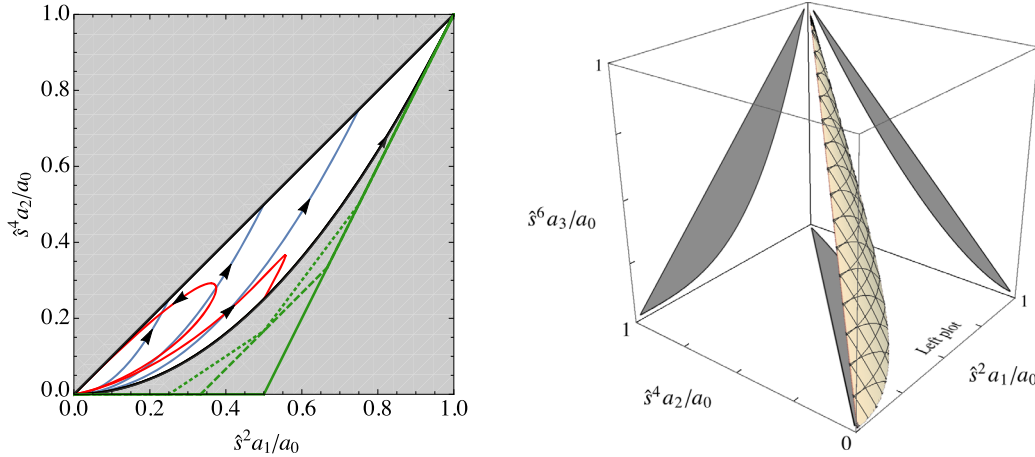 1.0
0.8
0.6
0.4
0.2
0.0
0.0 0.2 0.4 0.6 0.8 1.0
ŝ⁴a₂/a₀
ŝ²a₁/a₀
1
ŝ⁶a₃/a₀
1
ŝ⁴a₂/a₀
0
Left plot
ŝ²a₁/a₀
1